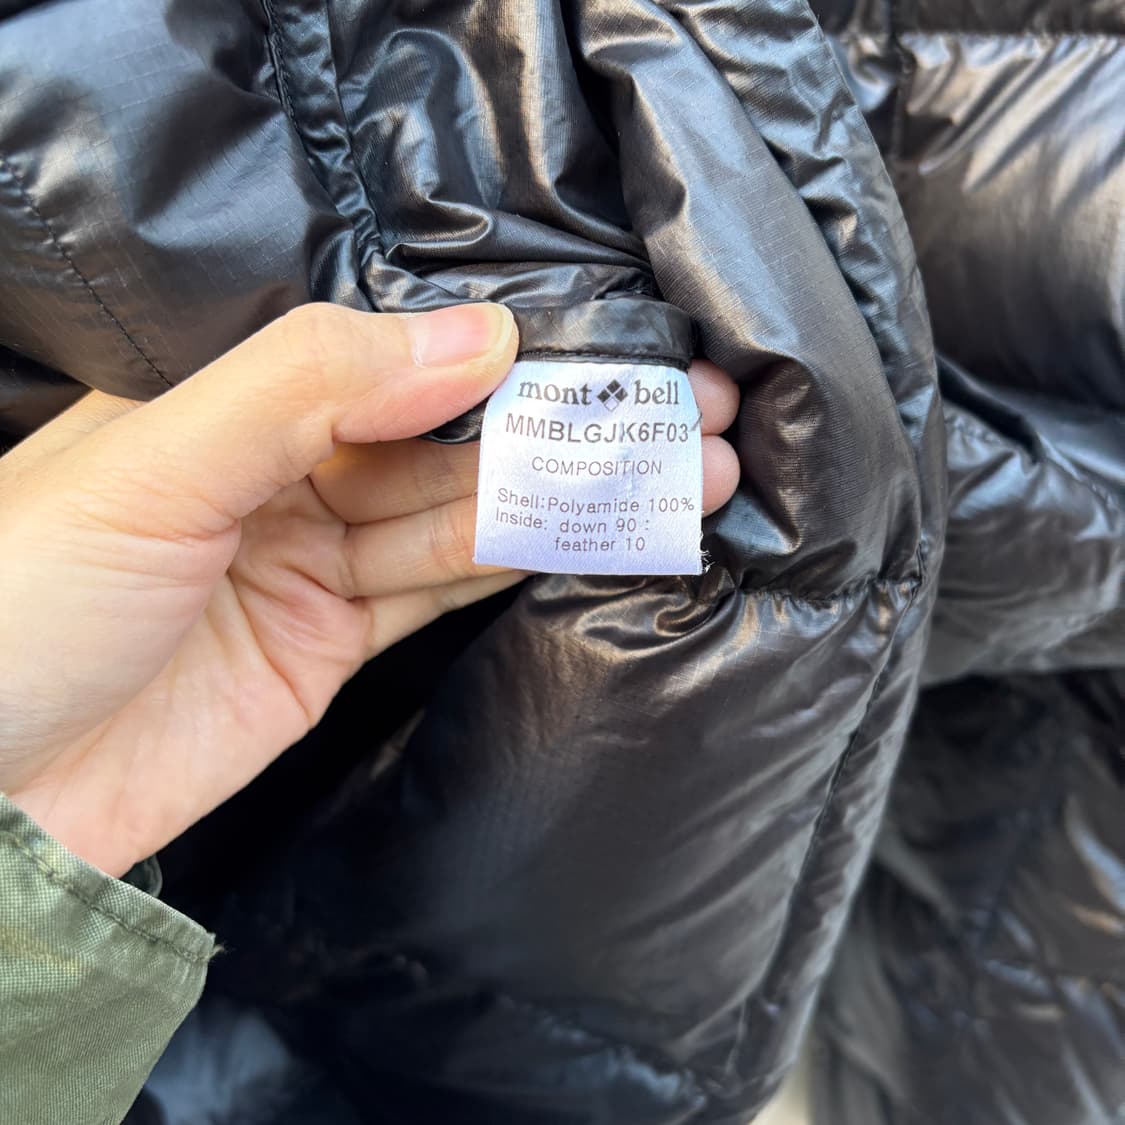 mont bell
MMBLGJK6F03
COMPOSITION
Shell:Polyamide 100%
Inside: down 90 :
feather 10